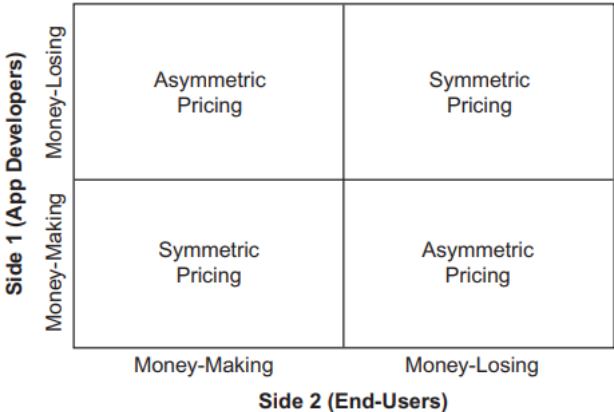 Side 1 (App Developers)
Money-Losing
Money-Making
Asymmetric
Pricing
Symmetric
Pricing
Symmetric
Pricing
Asymmetric
Pricing
Money-Making
Money-Losing
Side 2 (End-Users)